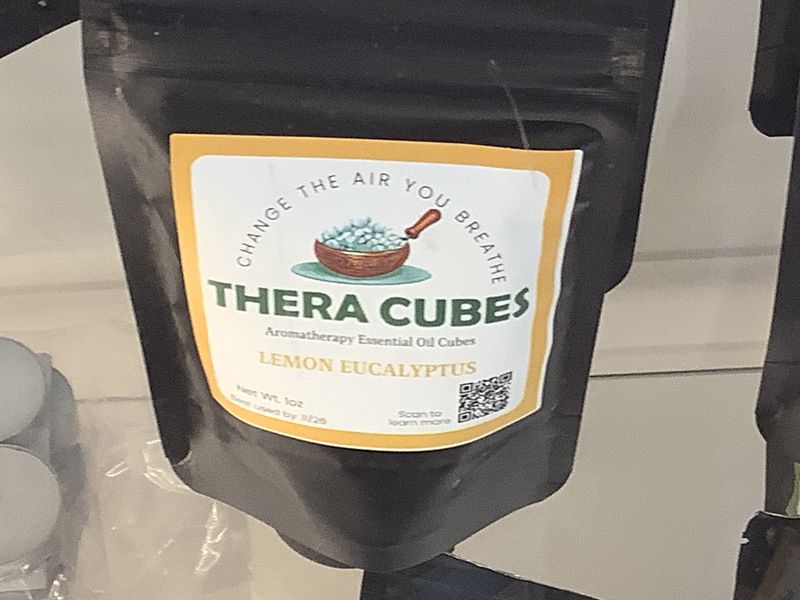 CHANGE THE AIR YOU BREATHE
THERA CUBES
Aromatherapy Essential Oil Cubes
LEMON EUCALYPTUS
Net Wt. 1oz
Best used by 11/26
Scan to
learn more